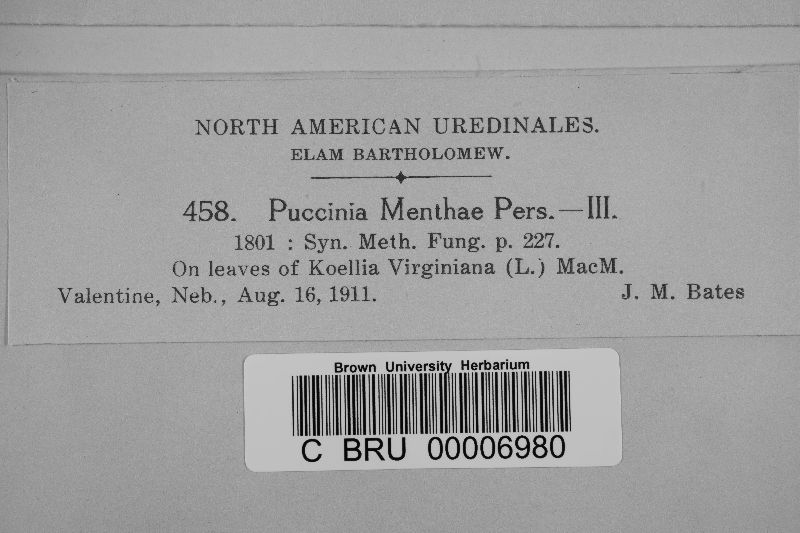 NORTH AMERICAN UREDINALES.
ELAM BARTHOLOMEW.
458. Puccinia Menthae Pers.—III.
1801 : Syn. Meth. Fung. p. 227.
On leaves of Koellia Virginiana (L.) MacM.
Valentine, Neb., Aug. 16, 1911. J. M. Bates
Brown University Herbarium
C BRU 00006980